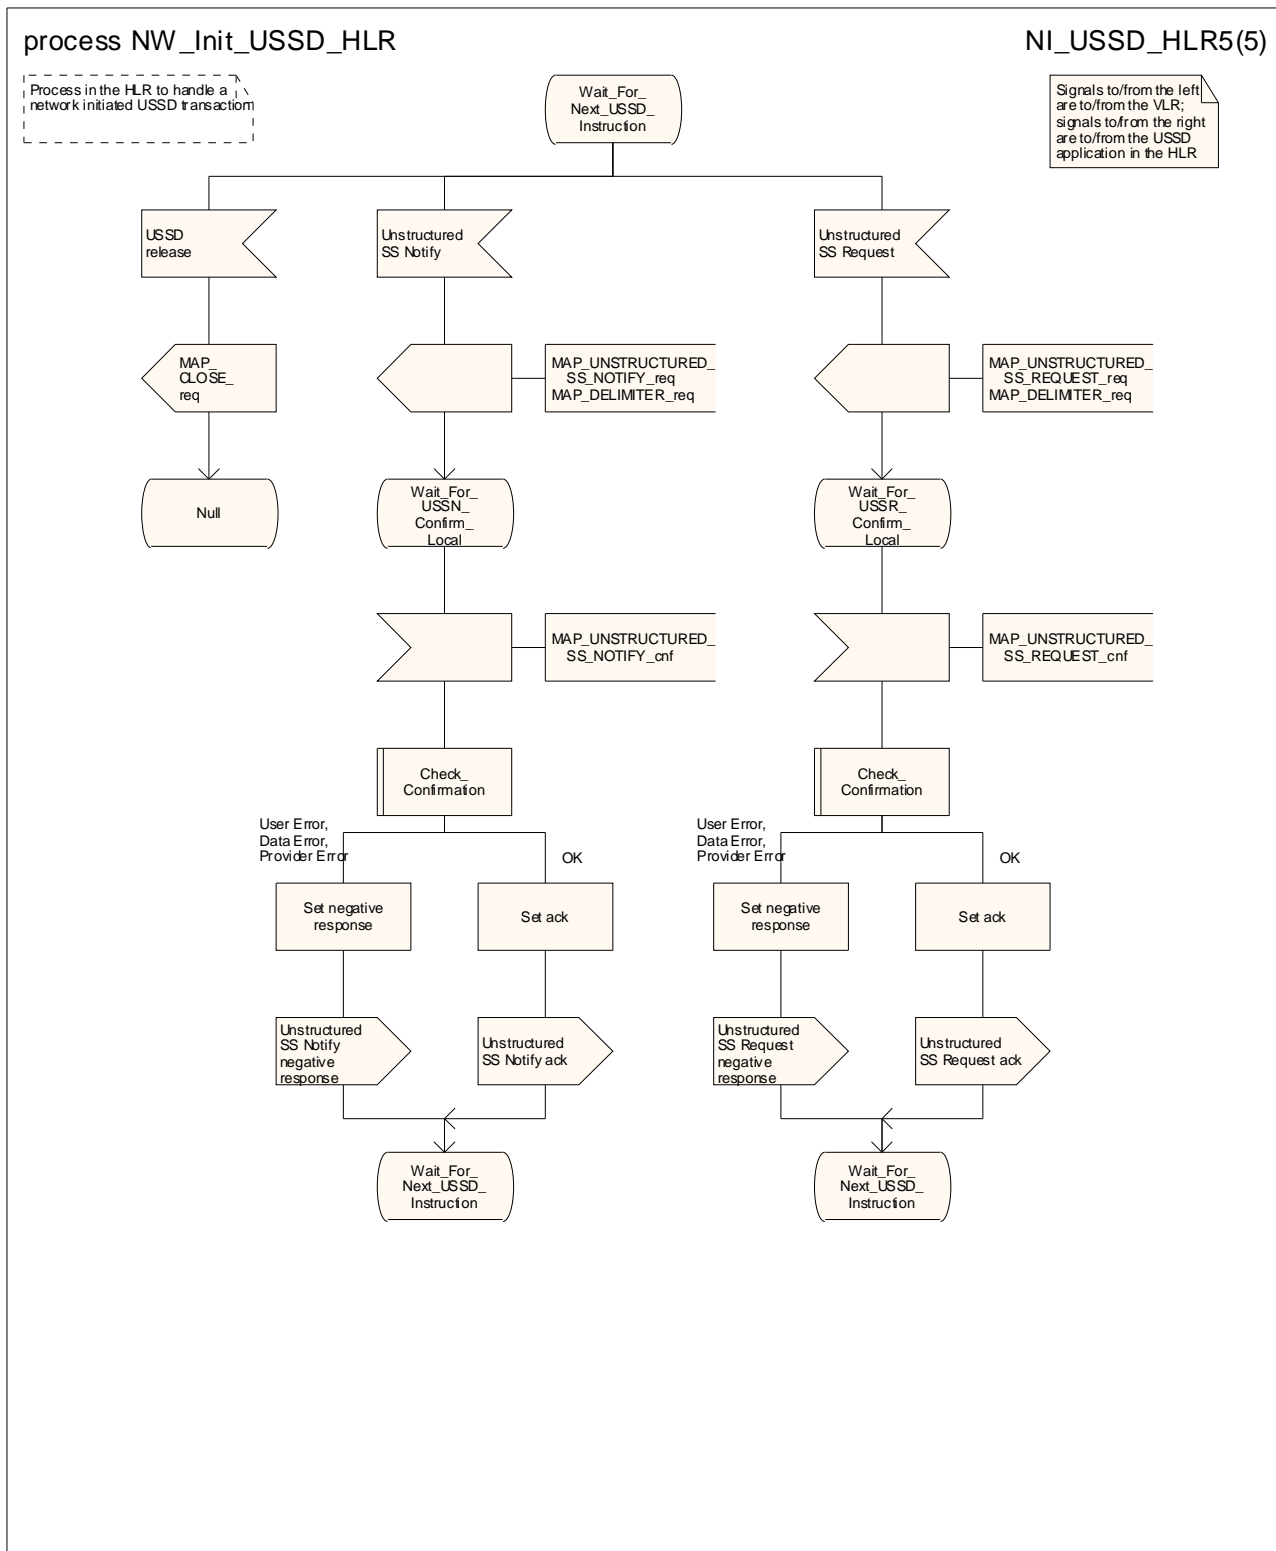 process NW_Init_USSD_HLR
NI_USSD_HLR5(5)
Process in the HLR to handle a
network initiated USSD transaction
Wait_For_
Next_USSD_
Instruction
Signals to/from the left
are to/from the VLR;
signals to/from the right
are to/from the USSD
application in the HLR
USSD
release
Unstructured
SS Notify
Unstructured
SS Request
MAP_
CLOSE_
req
MAP_UNSTRUCTURED_
SS_NOTIFY_req
MAP_DELIMITER_req
MAP_UNSTRUCTURED_
SS_REQUEST_req
MAP_DELIMITER_req
Null
Wait_For_
USSN_
Confirm_
Local
Wait_For_
USSR_
Confirm_
Local
MAP_UNSTRUCTURED_
SS_NOTIFY_cnf
MAP_UNSTRUCTURED_
SS_REQUEST_cnf
Check_
Confirmation
Check_
Confirmation
User Error,
Data Error,
Provider Error
OK
User Error,
Data Error,
Provider Error
OK
Set negative
response
Set ack
Set negative
response
Set ack
Unstructured
SS Notify
negative
response
Unstructured
SS Notify ack
Unstructured
SS Request
negative
response
Unstructured
SS Request ack
Wait_For_
Next_USSD_
Instruction
Wait_For_
Next_USSD_
Instruction